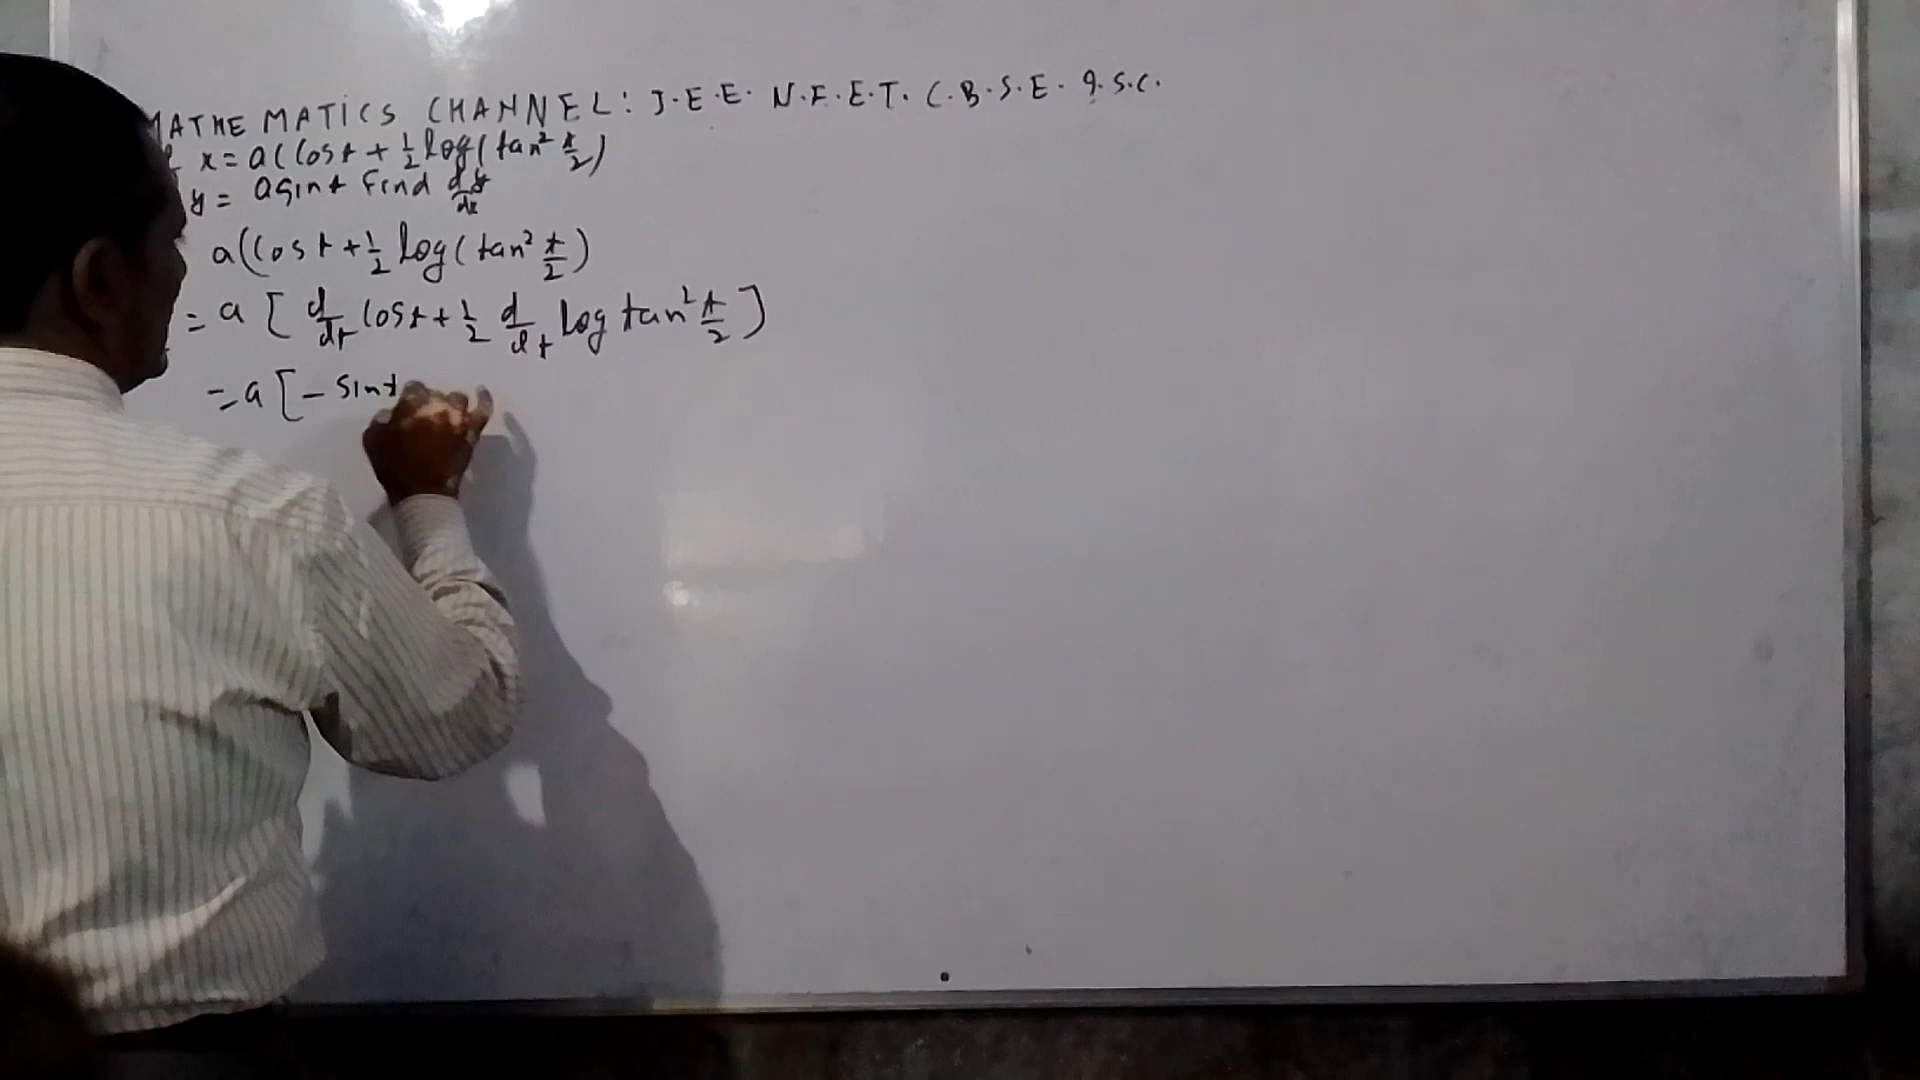 MATHEMATICS CHANNEL: J.E.E. N.E.E.T. C.B.S.E. I.S.C.
x = a(Cost + 1/2 log(tan² t/2)
y = asint Find dy/dx
a(Cost + 1/2 log(tan² t/2)
= a [ d/dt Cost + 1/2 d/dt log tan² t/2 ]
= a [ - Sint